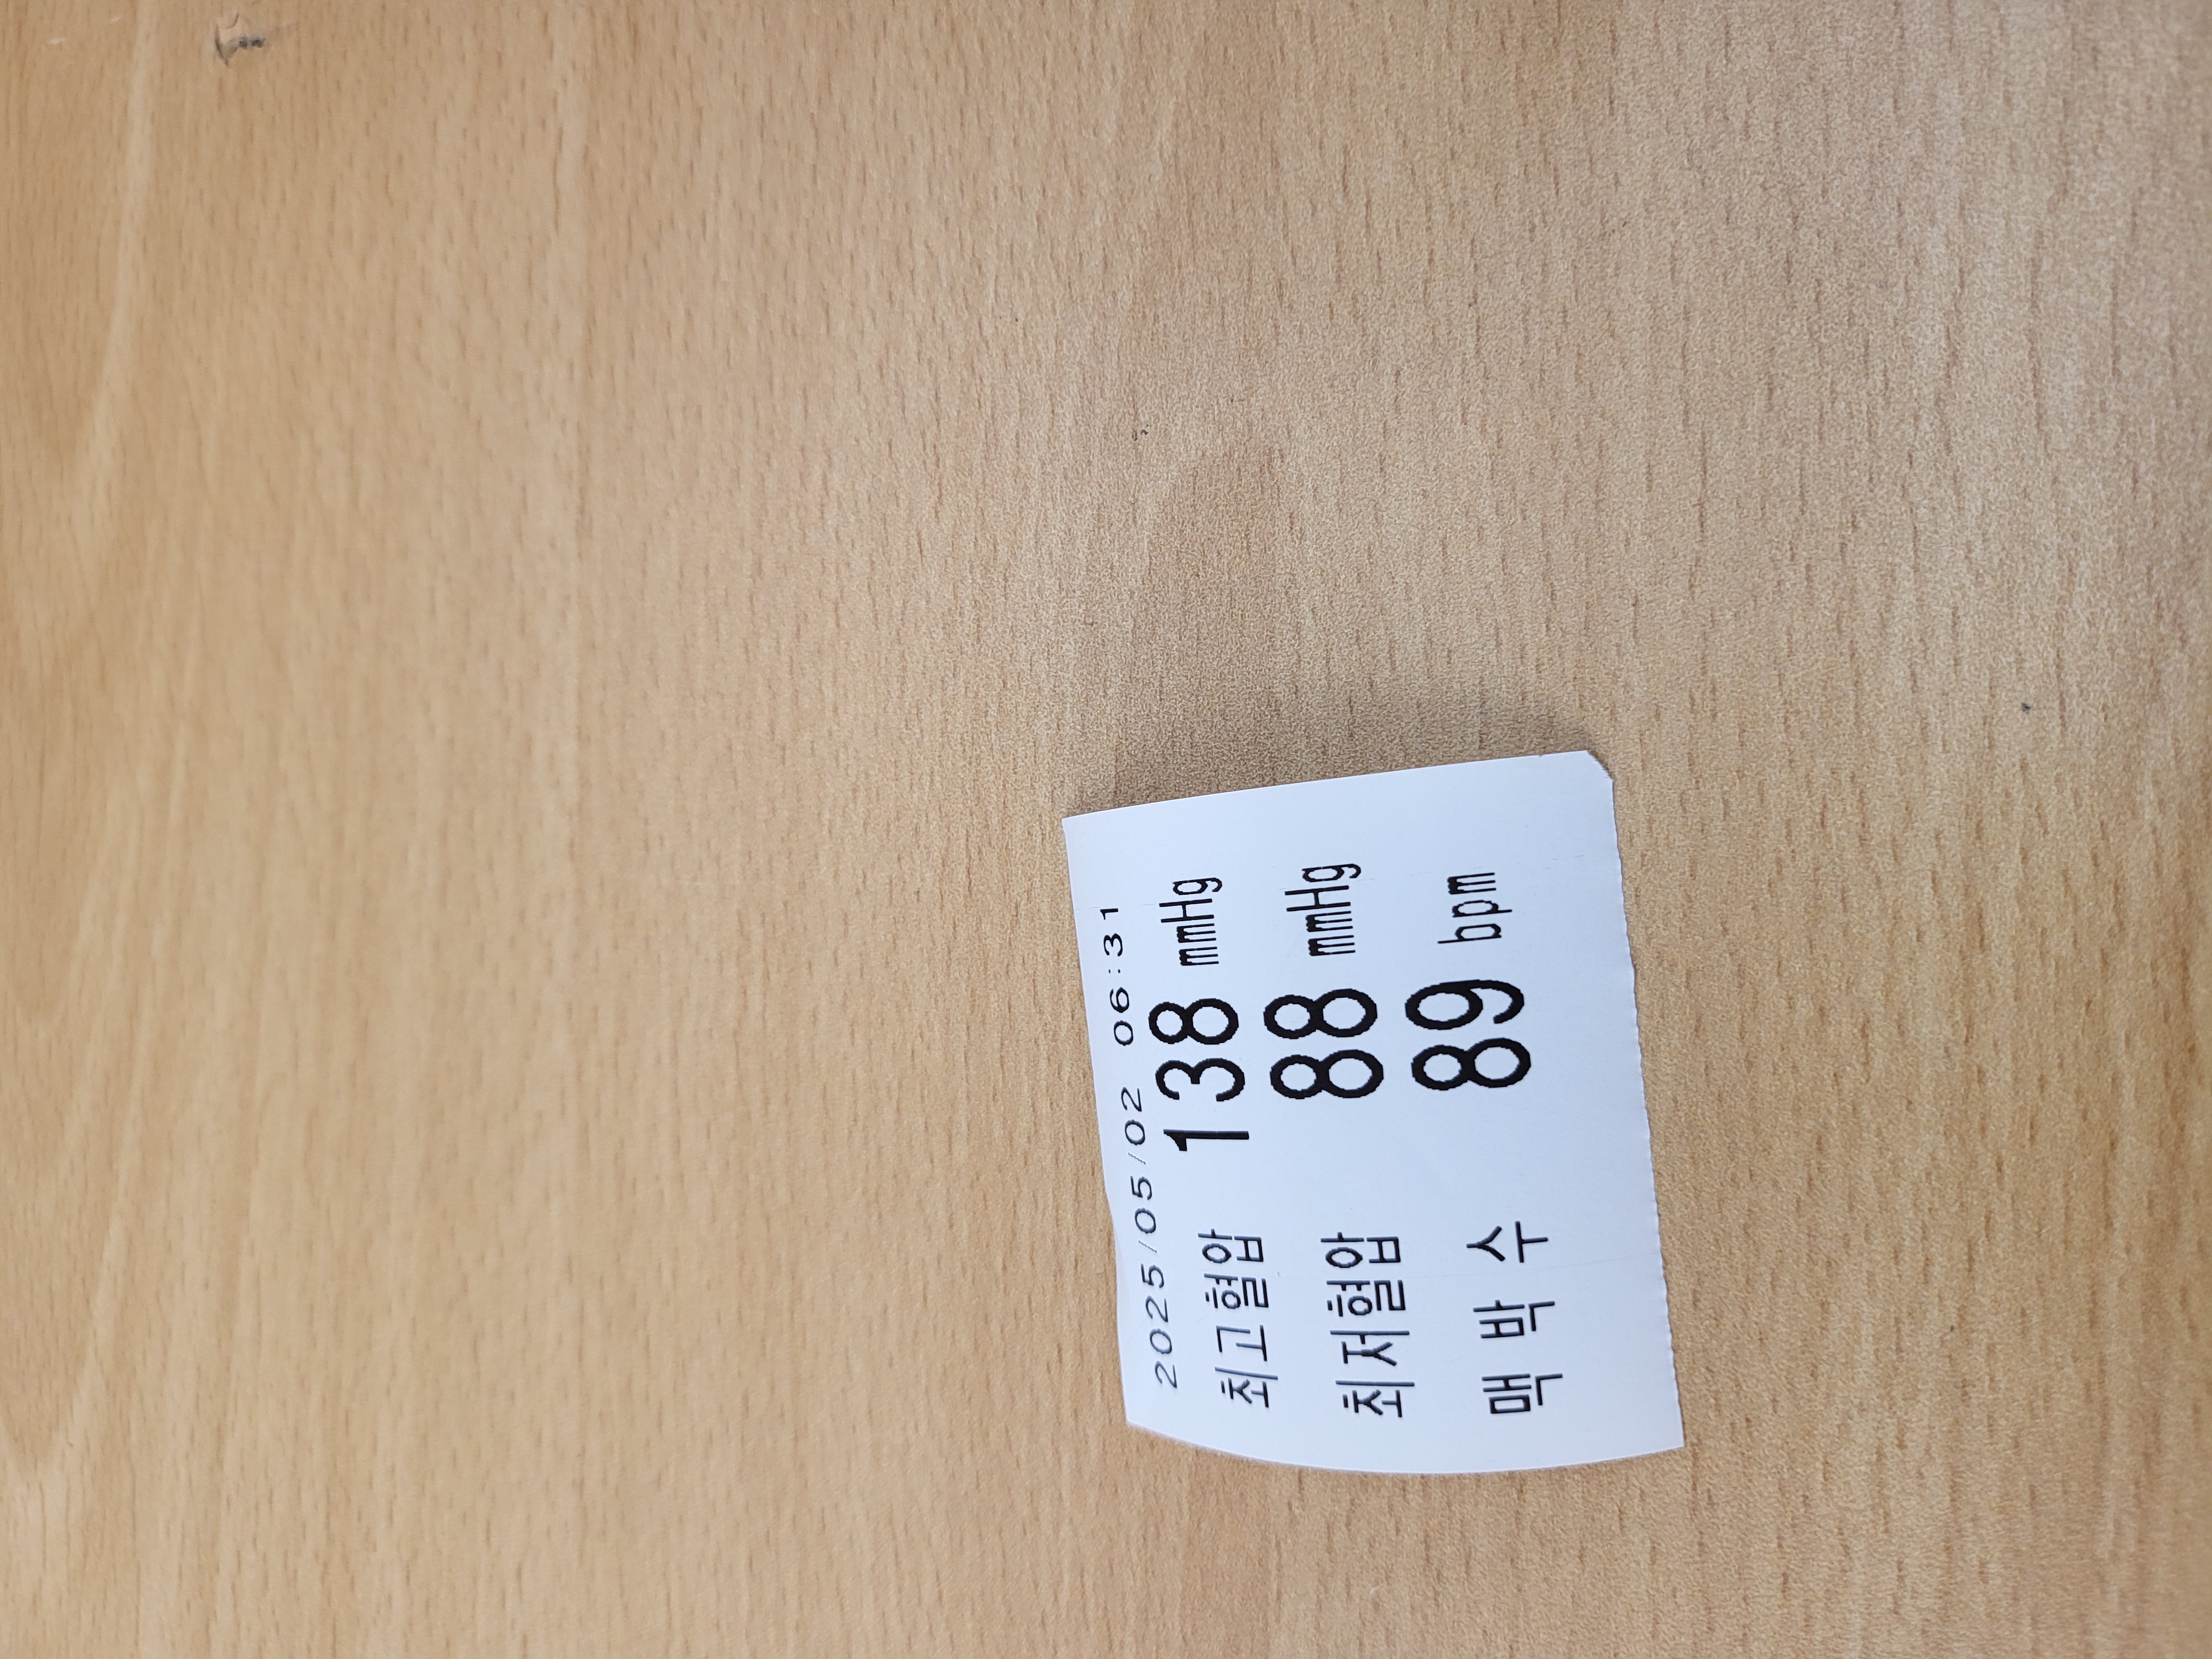 2025/05/02 06:31
최고혈압 138 mmHg
최저혈압 88 mmHg
맥 박 수 89 bpm